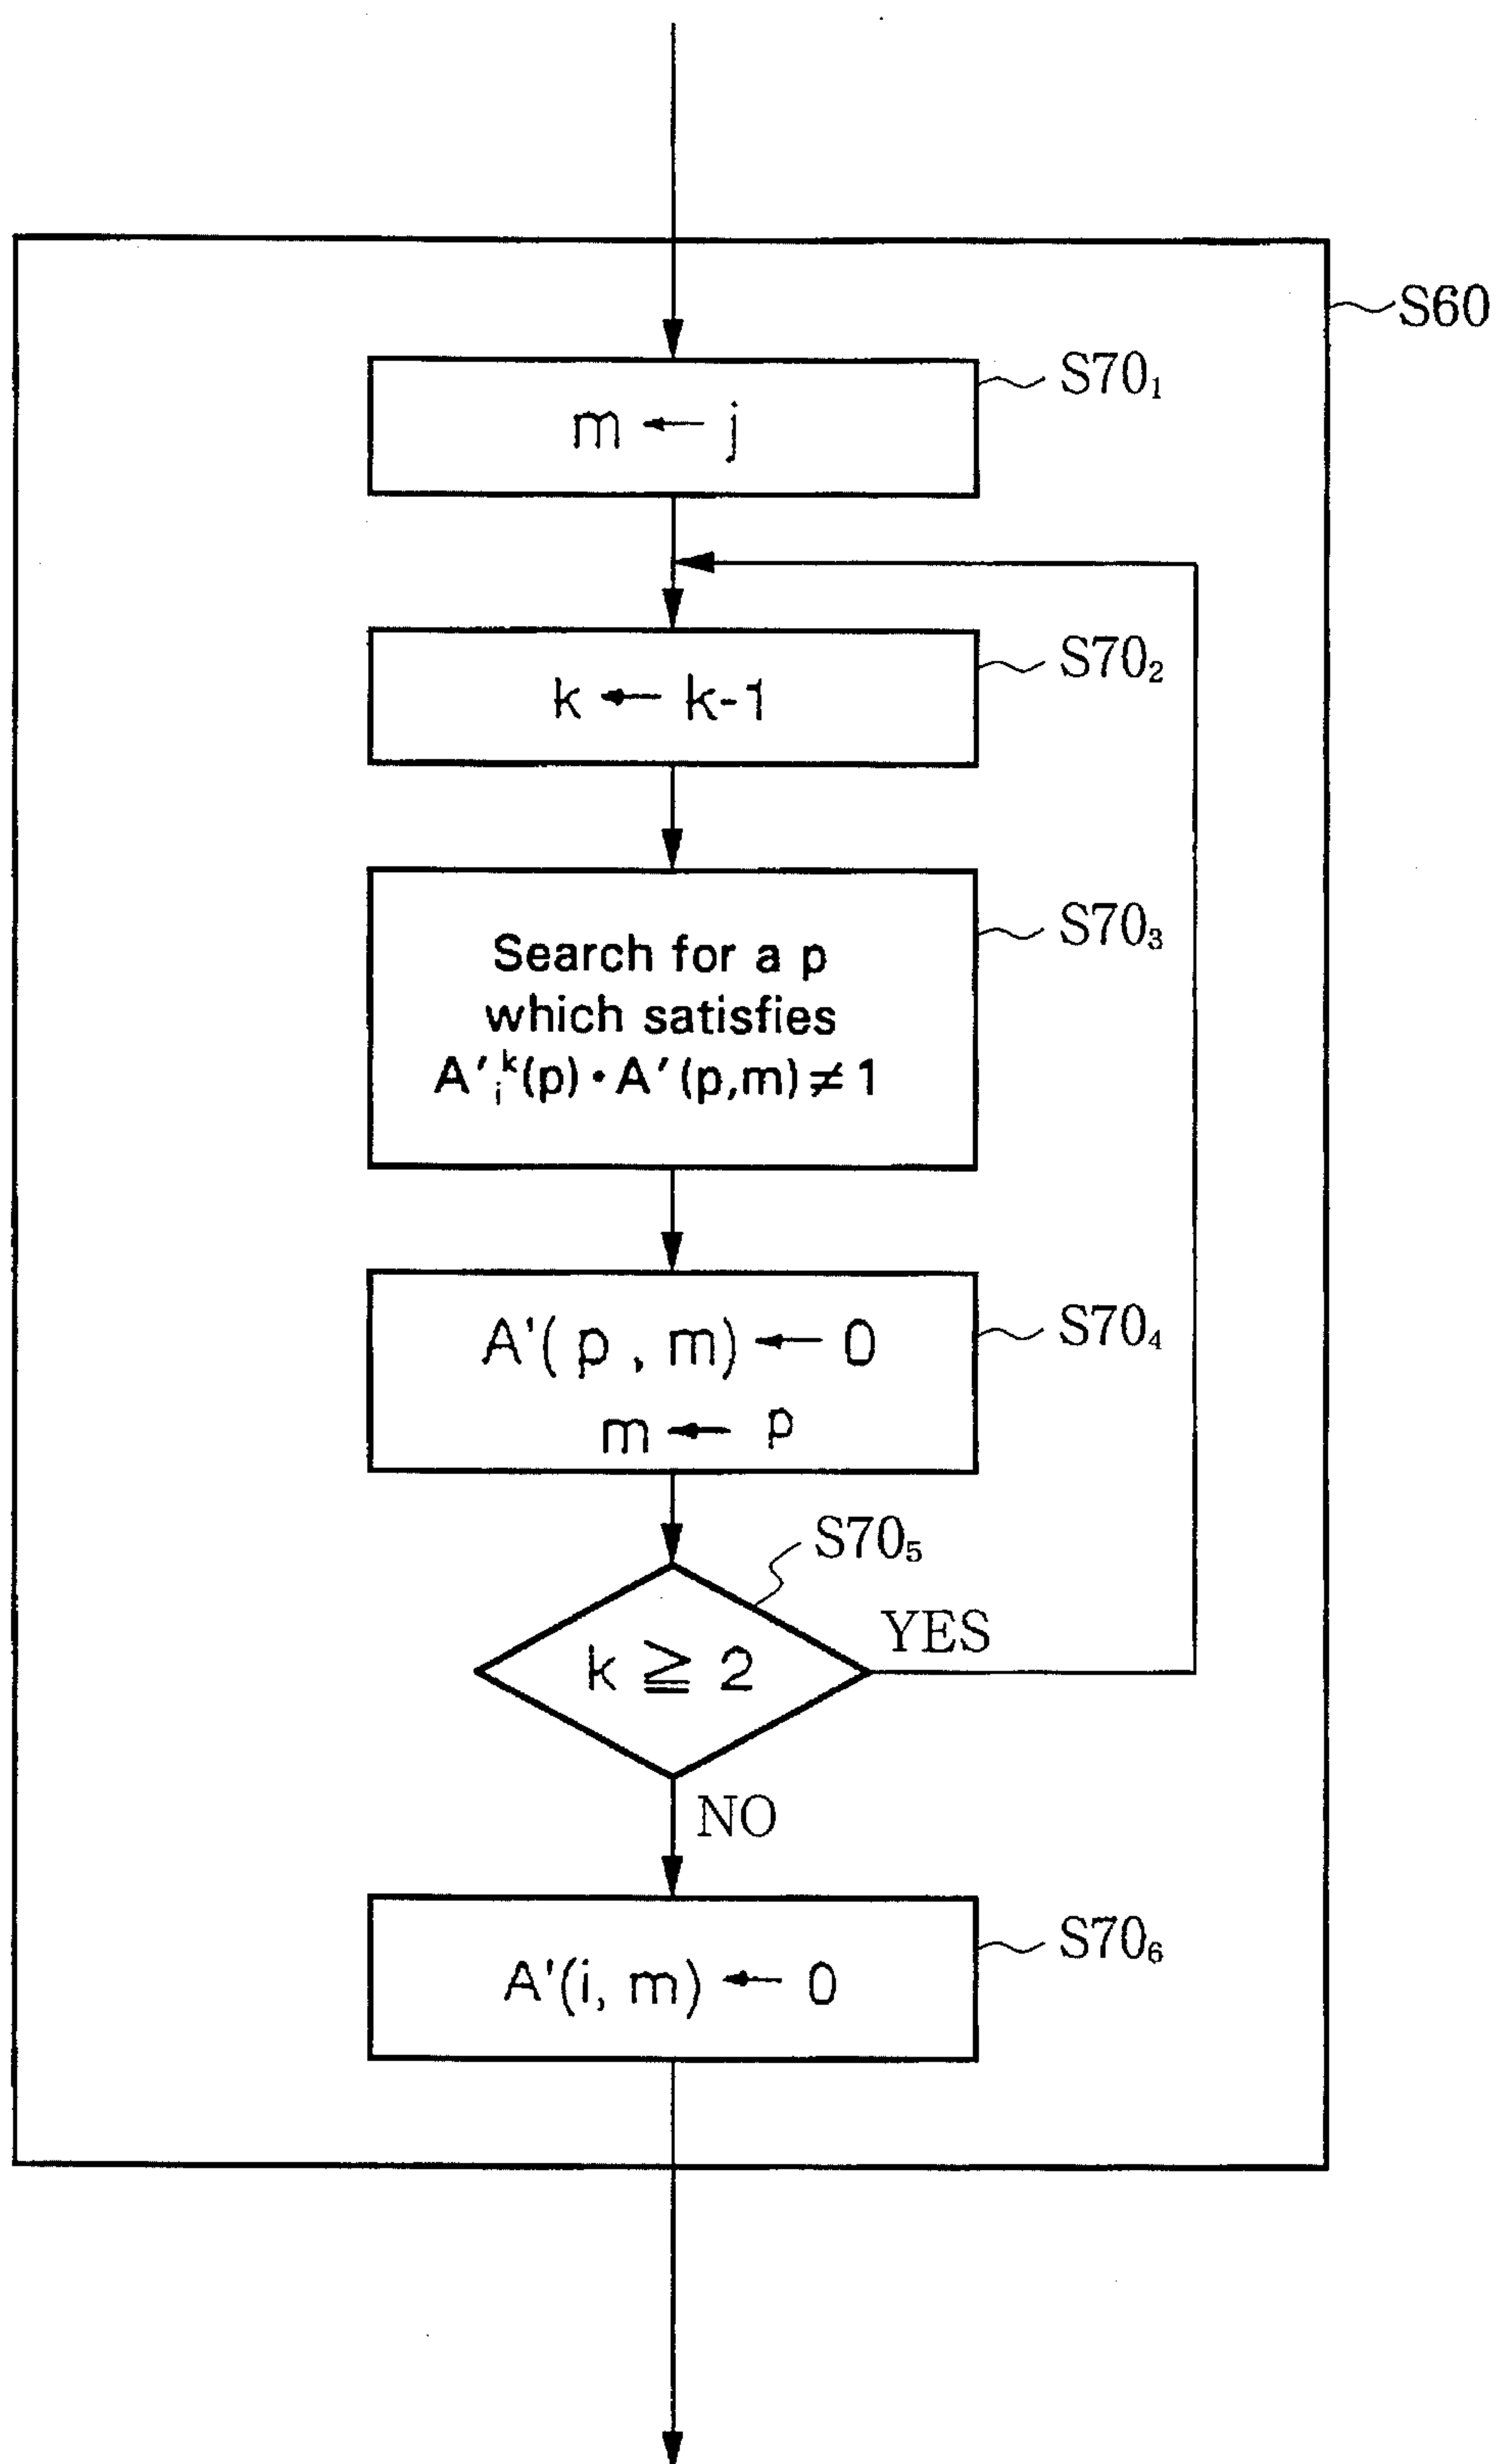 S60
S70₁
m ← j
S70₂
k ← k-1
S70₃
Search for a p
which satisfies
A'ᵢᵏ(p)・A'(p,m)≠1
S70₄
A'( p , m) ← 0
m ← p
S70₅
k ≧ 2
YES
NO
S70₆
A'(i, m) ← 0